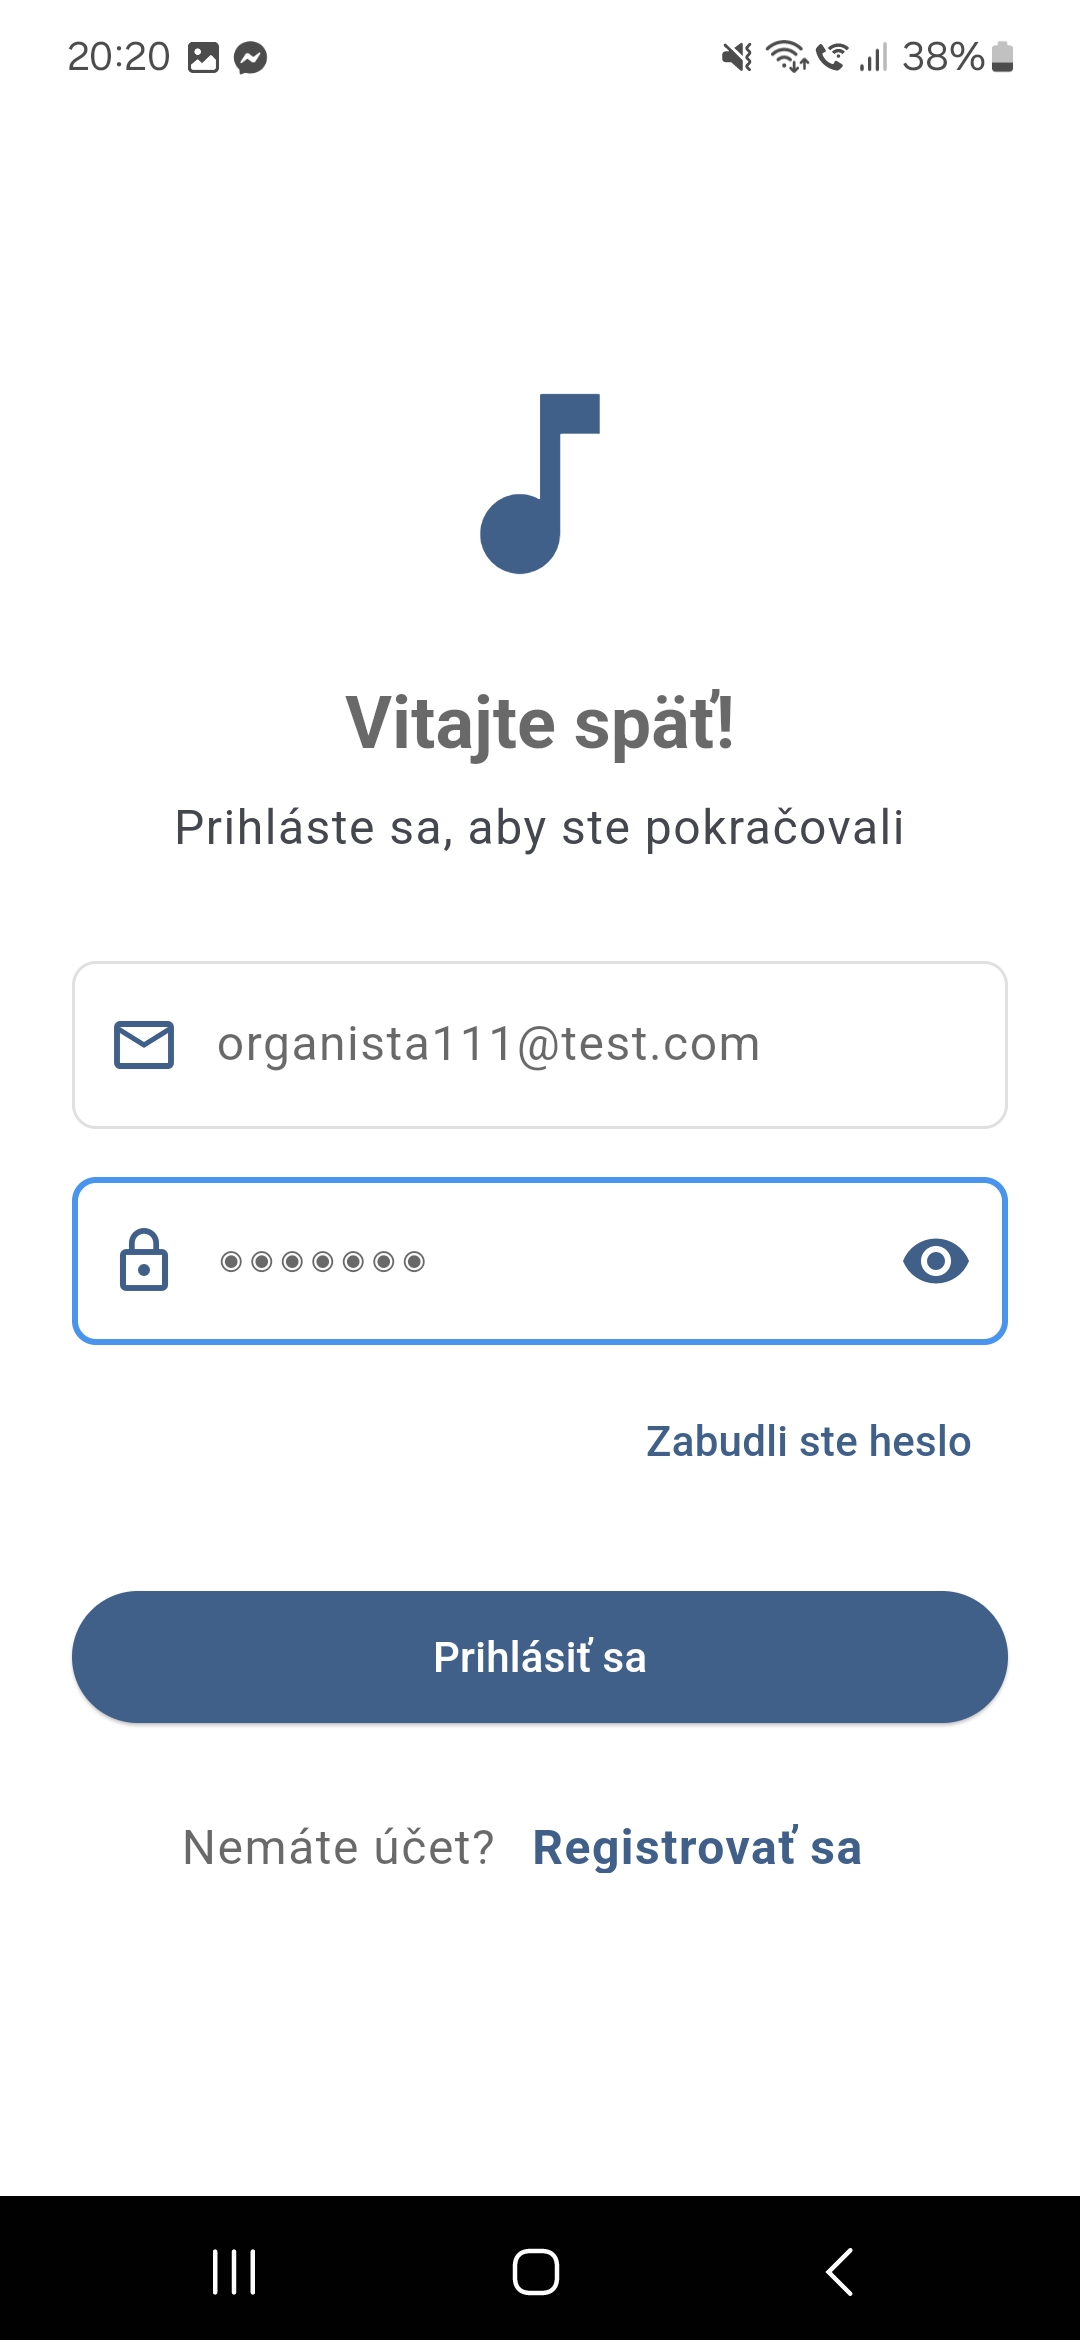 20:20 38%
Vitajte späť!
Prihláste sa, aby ste pokračovali
organista111@test.com
◉◉◉◉◉◉◉
Zabudli ste heslo
Prihlásiť sa
Nemáte účet? Registrovať sa